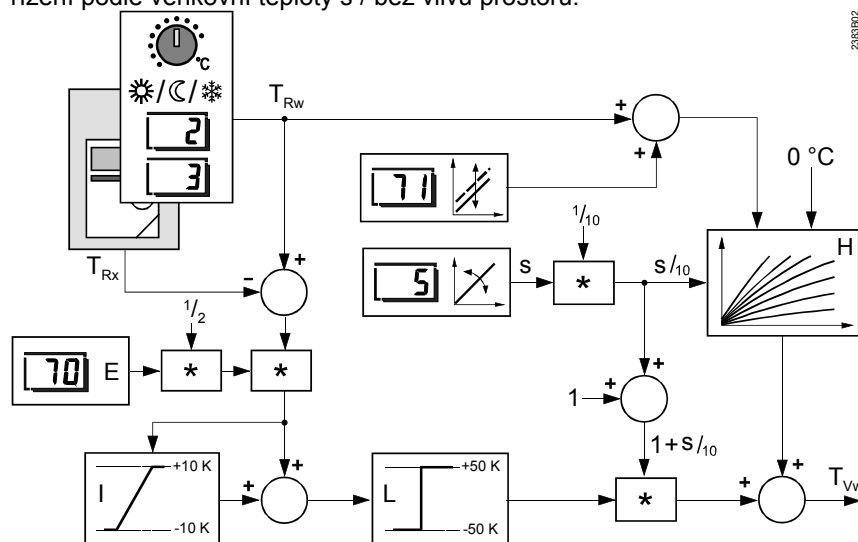 řízení podle venkovní teploty s / bez vlivu prostoru.
2383B02
°C
/ /
2
3
T_Rw
+
+
71
0 °C
1/10
H
T_Rx
-
+
5
s
*
s/10
1/2
70
E
*
*
+
+
1
1+s/10
I
+10 K
-10 K
+
+
L
+50 K
-50 K
*
+
+
T_Vw